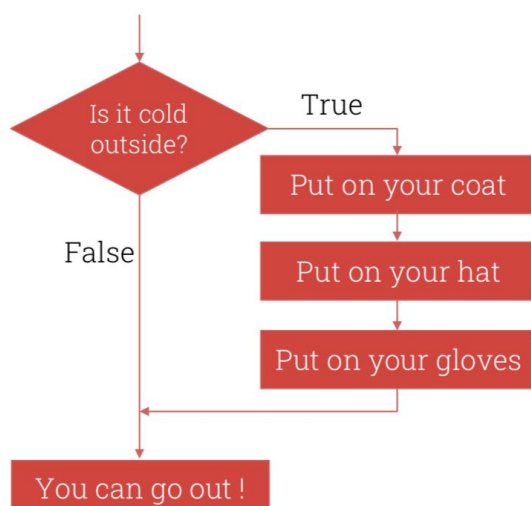 Is it cold
outside?
True
Put on your coat
Put on your hat
Put on your gloves
False
You can go out !